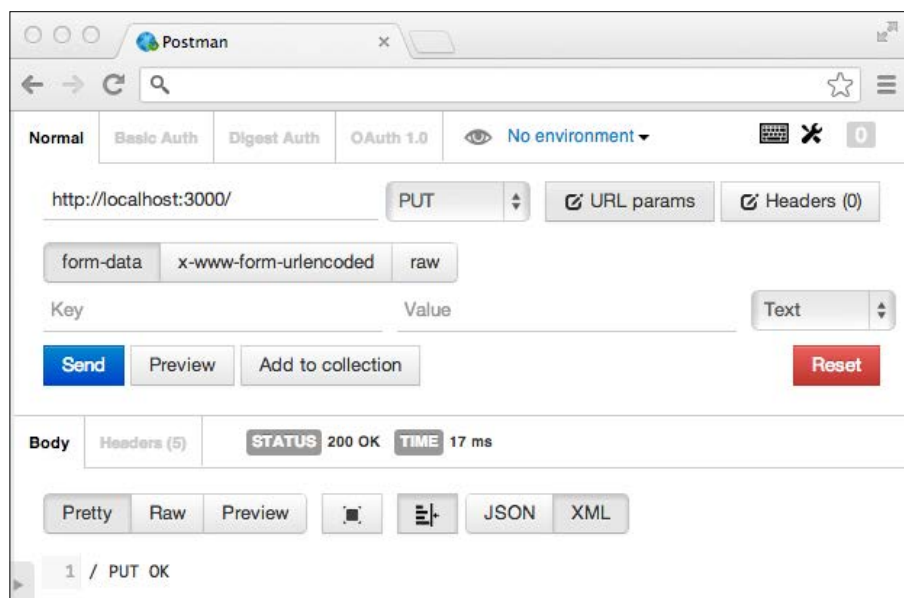 Postman
Normal Basic Auth Digest Auth OAuth 1.0 No environment 0
http://localhost:3000/ PUT URL params Headers (0)
form-data x-www-form-urlencoded raw
Key Value Text
Send Preview Add to collection Reset
Body Headers (5) STATUS 200 OK TIME 17 ms
Pretty Raw Preview JSON XML
1 / PUT OK